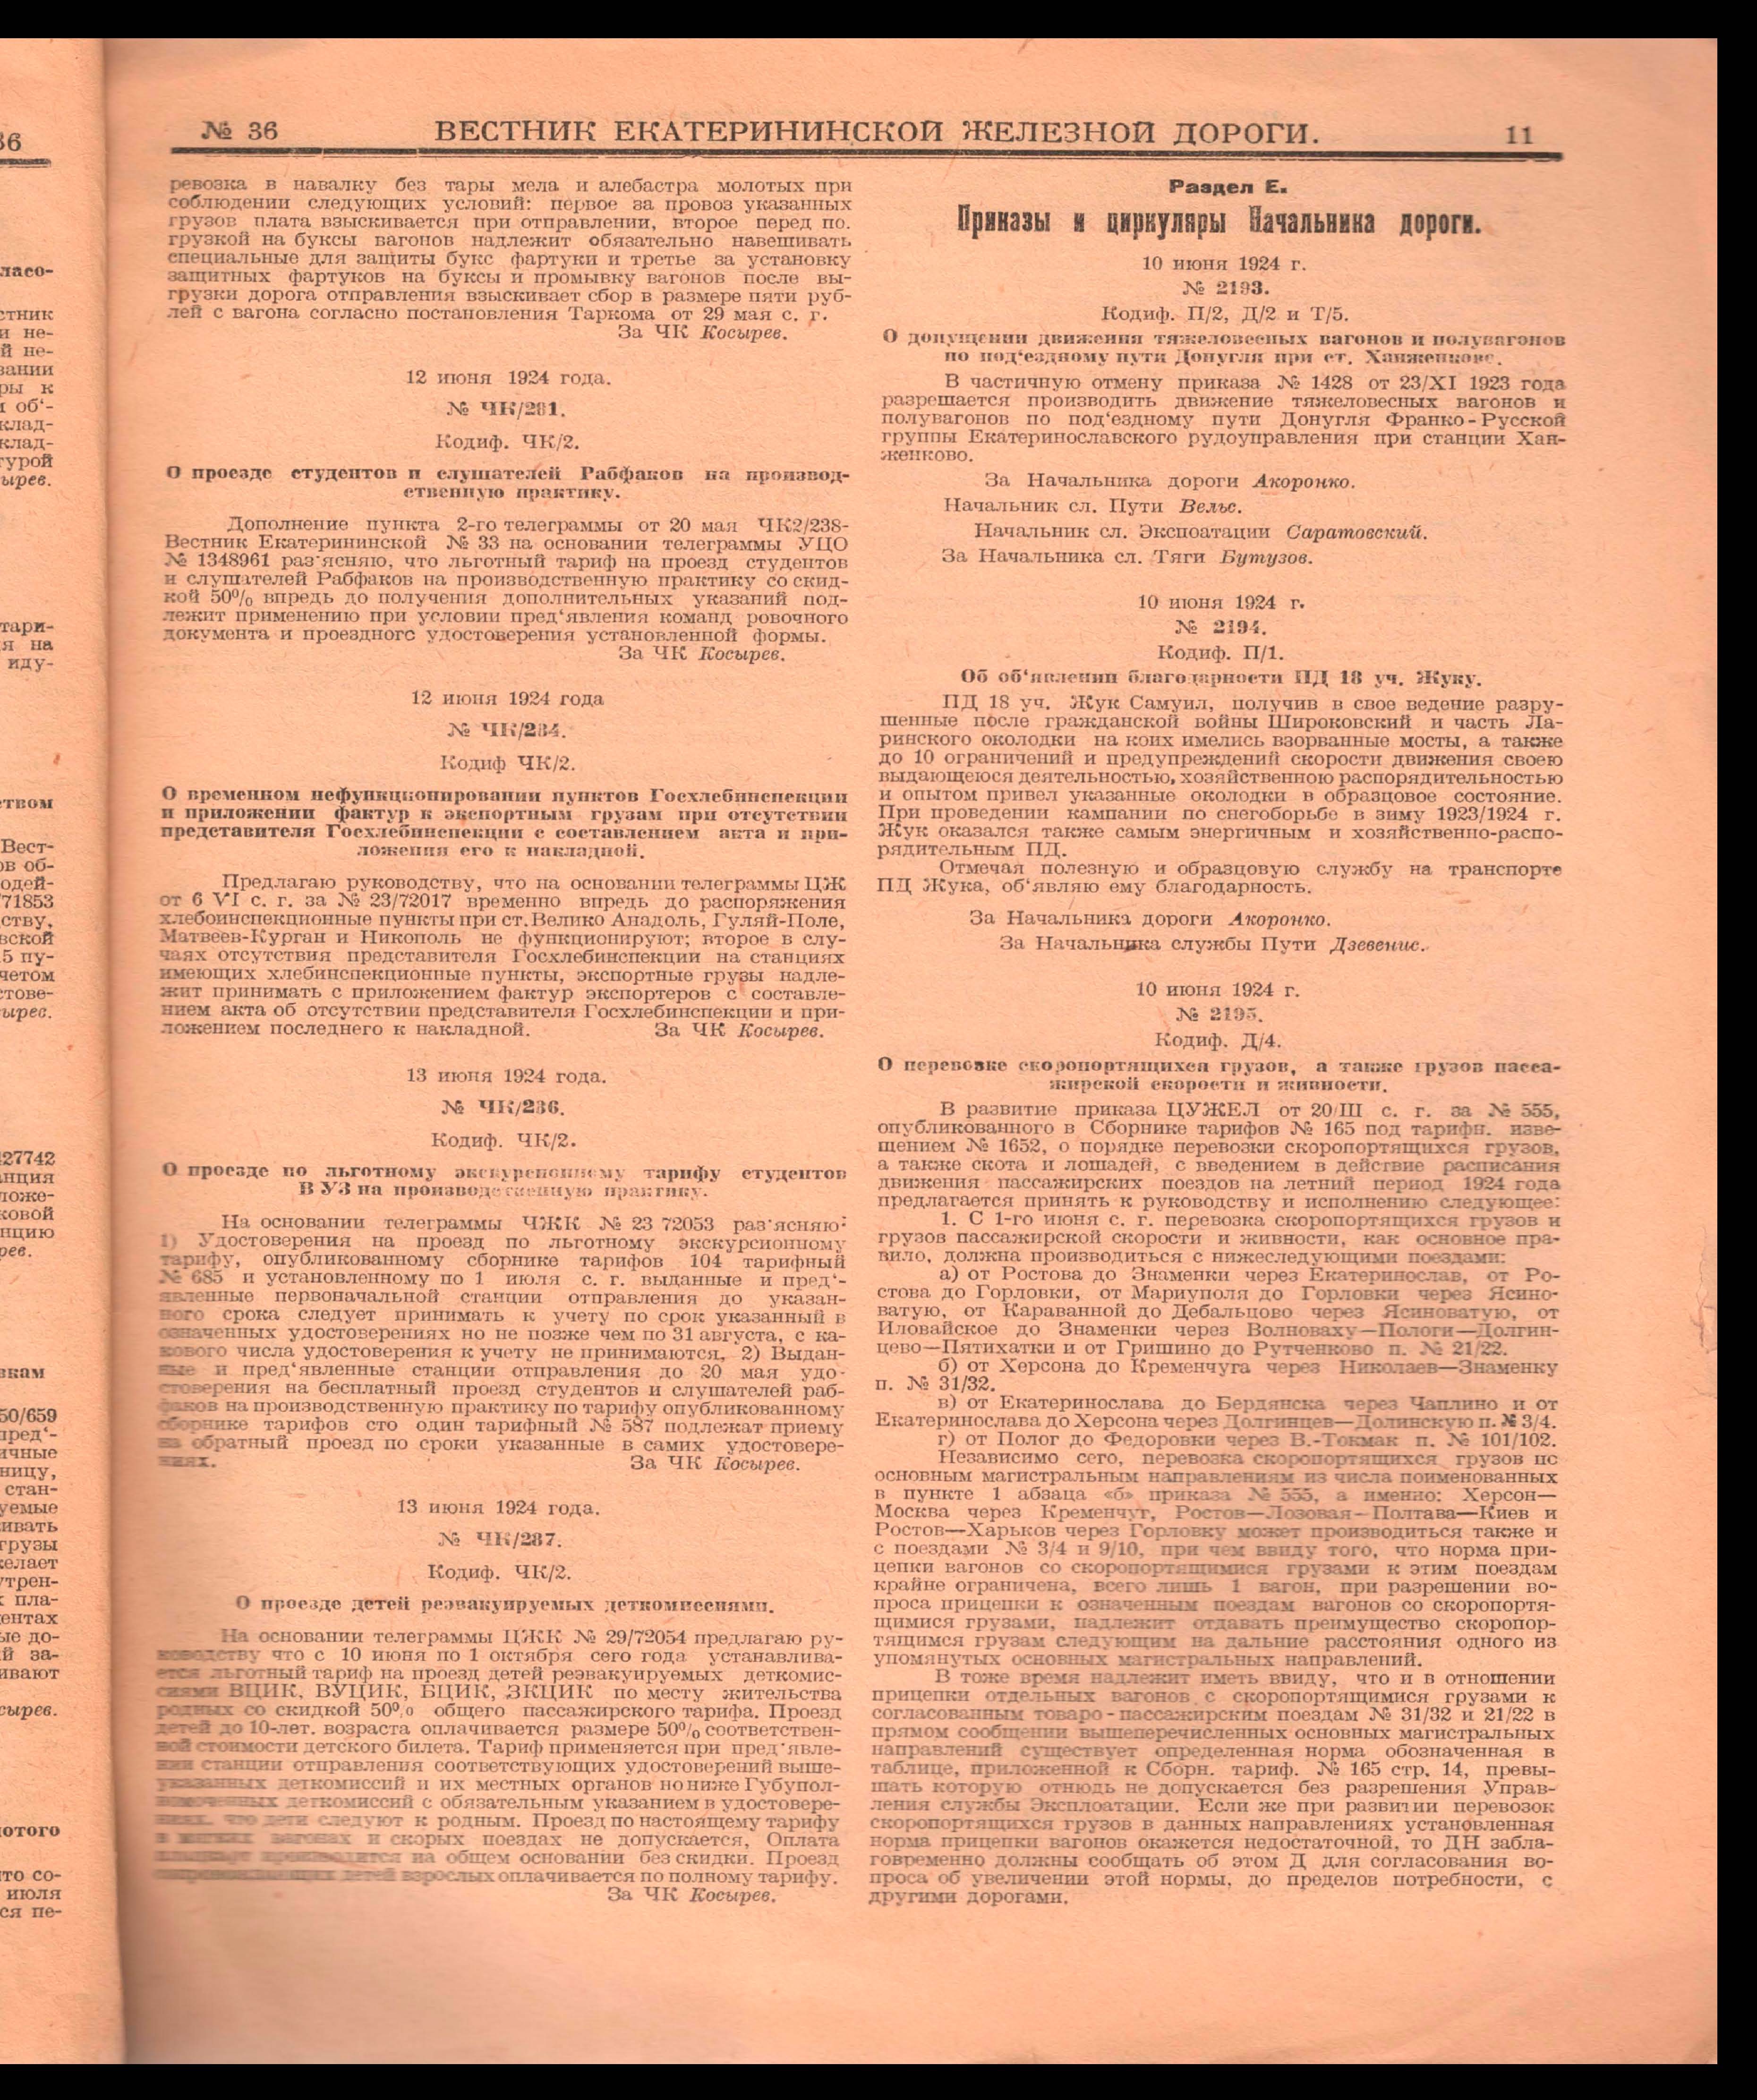 № 36
ВЕСТНИК ЕКАТЕРИНИНСКОЙ ЖЕЛЕЗНОЙ ДОРОГИ.
11
ревозка в навалку без тары мела и алебастра молотых при
соблюдении следующих условий: первое за провоз указанных
грузов плата взыскивается при отправлении, второе перед по.
грузкой на буксы вагонов надлежит обязательно навешивать
специальные для защиты букс фартуки и третье за установку
защитных фартуков на буксы и промывку вагонов после вы-
грузки дорога отправления взыскивает сбор в размере пяти руб-
лей с вагона согласно постановления Таркома от 29 мая с. г.
За ЧК Косырев.
12 июня 1924 года.
№ ЧК/281.
Кодиф. ЧК/2.
О проезде студентов и слушателей Рабфаков на производ-
ственную практику.
Дополнение пункта 2-го телеграммы от 20 мая ЧК2/238-
Вестник Екатерининской № 33 на основании телеграммы УЦО
№ 1348961 раз'ясняю, что льготный тариф на проезд студентов
и слушателей Рабфаков на производственную практику со скид-
кой 50% впредь до получения дополнительных указаний под-
лежит применению при условии пред'явления команд ровочного
документа и проездного удостоверения установленной формы.
За ЧК Косырев.
12 июня 1924 года
№ ЧК/284.
Кодиф ЧК/2.
О временном нефункционировании пунктов Госхлебинспекции
и приложении фактур к экспортным грузам при отсутствии
представителя Госхлебинспекции с составлением акта и при-
ложения его к накладной.
Предлагаю руководству, что на основании телеграммы ЦЖ
от 6 VI с. г. за № 23/72017 временно впредь до распоряжения
хлебоинспекционные пункты при ст. Велико Анадоль, Гуляй-Поле,
Матвеев-Курган и Никополь не функционируют; второе в слу-
чаях отсутствия представителя Госхлебинспекции на станциях
имеющих хлебинспекционные пункты, экспортные грузы надле-
жит принимать с приложением фактур экспортеров с составле-
нием акта об отсутствии представителя Госхлебинспекции и при-
ложением последнего к накладной. За ЧК Косырев.
13 июня 1924 года.
№ ЧК/286.
Кодиф. ЧК/2.
О проезде по льготному экскурсионному тарифу студентов
ВУЗ на производственную практику.
На основании телеграммы ЧЖК № 23 72053 раз'ясняю:
1) Удостоверения на проезд по льготному экскурсионному
тарифу, опубликованному сборнике тарифов 104 тарифный
№ 685 и установленному по 1 июля с. г. выданные и пред'-
явленные первоначальной станции отправления до указан-
ного срока следует принимать к учету по срок указанный в
означенных удостоверениях но не позже чем по 31 августа, с ка-
кового числа удостоверения к учету не принимаются, 2) Выдан-
ные и пред'явленные станции отправления до 20 мая удо-
стоверения на бесплатный проезд студентов и слушателей раб-
факов на производственную практику по тарифу опубликованному
сборнике тарифов сто один тарифный № 587 подлежат приему
на обратный проезд по сроки указанные в самих удостовере-
ниях. За ЧК Косырев.
13 июня 1924 года.
№ ЧК/287.
Кодиф. ЧК/2.
О проезде детей реэвакуируемых деткомиссиями.
На основании телеграммы ЦЖК № 29/72054 предлагаю ру-
ководству что с 10 июня по 1 октября сего года устанавлива-
ется льготный тариф на проезд детей реэвакуируемых деткомис-
сиями ВЦИК, ВУЦИК, БЦИК, ЗКЦИК по месту жительства
родных со скидкой 50% общего пассажирского тарифа. Проезд
детей до 10-лет. возраста оплачивается размере 50% соответствен-
ной стоимости детского билета. Тариф применяется при пред'явле-
нии станции отправления соответствующих удостоверений выше-
указанных деткомиссий и их местных органов но ниже Губупол-
номоченных деткомиссий с обязательным указанием в удостовере-
ниях, что дети следуют к родным. Проезд по настоящему тарифу
в мягких вагонах и скорых поездах не допускается, Оплата
плацкарт производится на общем основании без скидки. Проезд
сопровождающих детей взрослых оплачивается по полному тарифу.
За ЧК Косырев.
Раздел Е.
Приказы и циркуляры Начальника дороги.
10 июня 1924 г.
№ 2193.
Кодиф. П/2, Д/2 и Т/5.
О допущении движения тяжеловесных вагонов и полувагонов
по под'ездному пути Донугля при ст. Ханженково.
В частичную отмену приказа № 1428 от 23/XI 1923 года
разрешается производить движение тяжеловесных вагонов и
полувагонов по под'ездному пути Донугля Франко-Русской
группы Екатеринославского рудоуправления при станции Хан-
женково.
За Начальника дороги Акоронко.
Начальник сл. Пути Вельс.
Начальник сл. Экспоатации Саратовский.
За Начальника сл. Тяги Бутузов.
10 июня 1924 г.
№ 2194.
Кодиф. П/1.
Об об'явлении благодарности ПД 18 уч. Жуку.
ПД 18 уч. Жук Самуил, получив в свое ведение разру-
шенные после гражданской войны Широковский и часть Ла-
ринского околодки на коих имелись взорванные мосты, а также
до 10 ограничений и предупреждений скорости движения своею
выдающеюся деятельностью, хозяйственною распорядительностью
и опытом привел указанные околодки в образцовое состояние.
При проведении кампании по снегоборьбе в зиму 1923/1924 г.
Жук оказался также самым энергичным и хозяйственно-распо-
рядительным ПД.
Отмечая полезную и образцовую службу на транспорте
ПД Жука, об'являю ему благодарность.
За Начальника дороги Акоронко.
За Начальника службы Пути Дзевенис.
10 июня 1924 г.
№ 2195.
Кодиф. Д/4.
О перевозке скоропортящихся грузов, а также грузов пасса-
жирской скорости и живности.
В развитие приказа ЦУЖЕЛ от 20/III с. г. за № 555,
опубликованного в Сборнике тарифов № 165 под тарифн. изве-
щением № 1652, о порядке перевозки скоропортящихся грузов,
а также скота и лошадей, с введением в действие расписания
движения пассажирских поездов на летний период 1924 года
предлагается принять к руководству и исполнению следующее:
1. С 1-го июня с. г. перевозка скоропортящихся грузов и
грузов пассажирской скорости и живности, как основное пра-
вило, должна производиться с нижеследующими поездами:
а) от Ростова до Знаменки через Екатеринослав, от Ро-
стова до Горловки, от Мариуполя до Горловки через Ясино-
ватую, от Караванной до Дебальцово через Ясиноватую, от
Иловайское до Знаменки через Волноваху—Пологи—Долгин-
цево—Пятихатки и от Гришино до Рутченково п. № 21/22.
б) от Херсона до Кременчуга через Николаев—Знаменку
п. № 31/32.
в) от Екатеринослава до Бердянска через Чаплино и от
Екатеринослава до Херсона через Долгинцев—Долинскую п. № 3/4.
г) от Полог до Федоровки через В.-Токмак п. № 101/102.
Независимо сего, перевозка скоропортящихся грузов по
основным магистральным направлениям из числа поименованных
в пункте 1 абзаца «б» приказа № 555, а именно: Херсон—
Москва через Кременчуг, Ростов—Лозовая—Полтава—Киев и
Ростов—Харьков через Горловку может производиться также и
с поездами № 3/4 и 9/10, при чем ввиду того, что норма при-
цепки вагонов со скоропортящимися грузами к этим поездам
крайне ограничена, всего лишь 1 вагон, при разрешении во-
проса прицепки к означенным поездам вагонов со скоропортя-
щимися грузами, надлежит отдавать преимущество скоропор-
тящимся грузам следующим на дальние расстояния одного из
упомянутых основных магистральных направлений.
В тоже время надлежит иметь ввиду, что и в отношении
прицепки отдельных вагонов с скоропортящимися грузами к
согласованным товаро-пассажирским поездам № 31/32 и 21/22 в
прямом сообщении вышеперечисленных основных магистральных
направлений существует определенная норма обозначенная в
таблице, приложенной к Сборн. тариф. № 165 стр. 14, превы-
шать которую отнюдь не допускается без разрешения Управ-
ления службы Эксплоатации. Если же при развитии перевозок
скоропортящихся грузов в данных направлениях установленная
норма прицепки вагонов окажется недостаточной, то ДН забла-
говременно должны сообщать об этом Д для согласования во-
проса об увеличении этой нормы, до пределов потребности, с
другими дорогами.